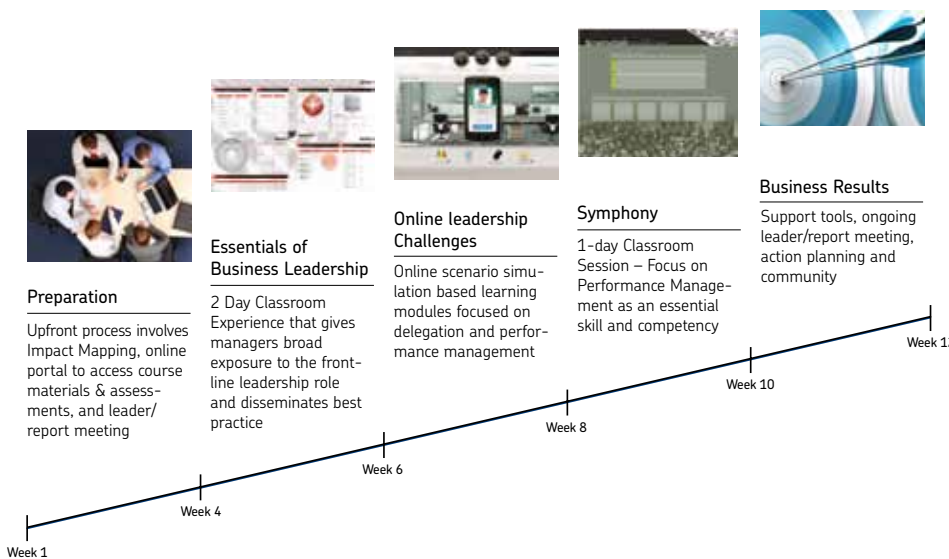 Preparation
Upfront process involves
Impact Mapping, online
portal to access course
materials & assess-
ments, and leader/
report meeting
Essentials of
Business Leadership
2 Day Classroom
Experience that gives
managers broad
exposure to the front-
line leadership role
and disseminates best
practice
Online leadership
Challenges
Online scenario simu-
lation based learning
modules focused on
delegation and perfor-
mance management
Symphony
1-day Classroom
Session – Focus on
Performance Manage-
ment as an essential
skill and competency
Business Results
Support tools, ongoing
leader/report meeting,
action planning and
community
Week 1
Week 4
Week 6
Week 8
Week 10
Week